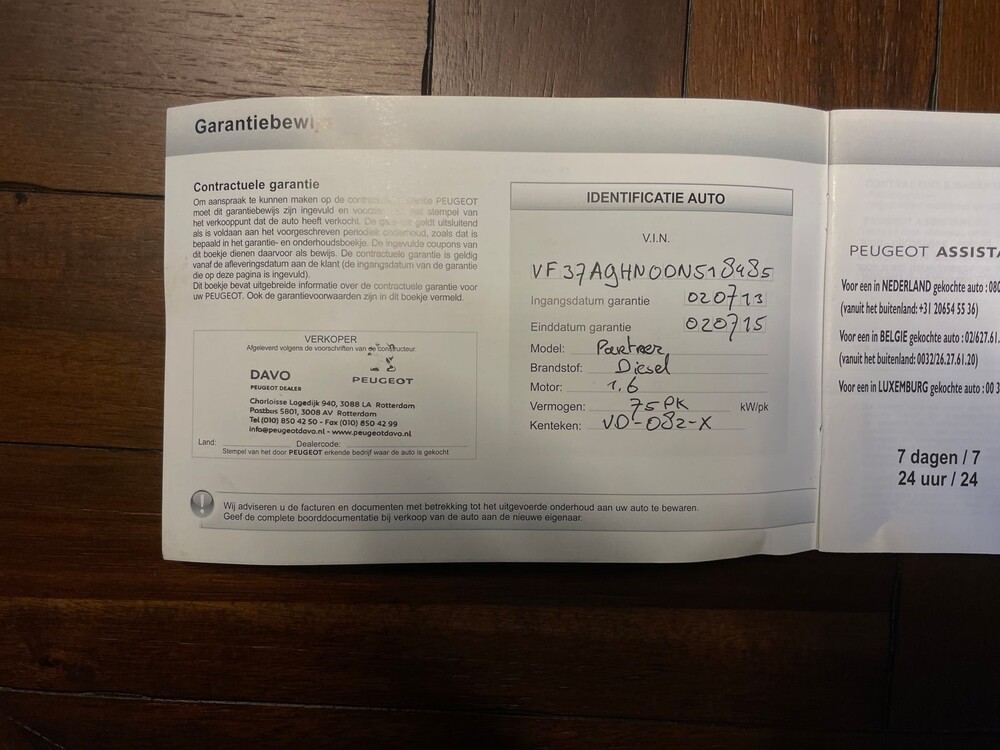 Garantiebewijs
Contractuele garantie
Om aanspraak te kunnen maken op de contractuele garantie PEUGEOT
moet dit garantiebewijs zijn ingevuld en voorzien van het stempel van
het verkooppunt dat de auto heeft verkocht. De garantie geldt uitsluitend
als is voldaan aan het voorgeschreven periodiek onderhoud, zoals dat is
bepaald in het garantie- en onderhoudsboekje. De ingevulde coupons van
dit boekje dienen daarvoor als bewijs. De contractuele garantie is geldig
vanaf de afleveringsdatum aan de klant (de ingangsdatum van de garantie
die op deze pagina is ingevuld).
Dit boekje bevat uitgebreide informatie over de contractuele garantie voor
uw PEUGEOT. Ook de garantievoorwaarden zijn in dit boekje vermeld.
VERKOPER
Afgeleverd volgens de voorschriften van de constructeur.
DAVO
PEUGEOT DEALER
PEUGEOT
Charloisse Lagedijk 940, 3088 LA Rotterdam
Postbus 5801, 3008 AV Rotterdam
Tel (010) 850 42 50 - Fax (010) 850 42 99
info@peugeotdavo.nl - www.peugeotdavo.nl
Land: Dealercode:
Stempel van het door PEUGEOT erkende bedrijf waar de auto is gekocht
IDENTIFICATIE AUTO
V.I.N.
VF37AGHNODN518485
Ingangsdatum garantie 020713
Einddatum garantie 020715
Model: Partner
Brandstof: Diesel
Motor: 1,6
Vermogen: 75 PK kW/pk
Kenteken: VD-082-X
Wij adviseren u de facturen en documenten met betrekking tot het uitgevoerde onderhoud aan uw auto te bewaren.
Geef de complete boorddocumentatie bij verkoop van de auto aan de nieuwe eigenaar.
PEUGEOT ASSISTA
Voor een in NEDERLAND gekochte auto : 080
(vanuit het buitenland: +31 20654 55 36)
Voor een in BELGIE gekochte auto : 02/627.61.
(vanuit het buitenland: 0032/26.27.61.20)
Voor een in LUXEMBURG gekochte auto : 00 3
7 dagen / 7
24 uur / 24